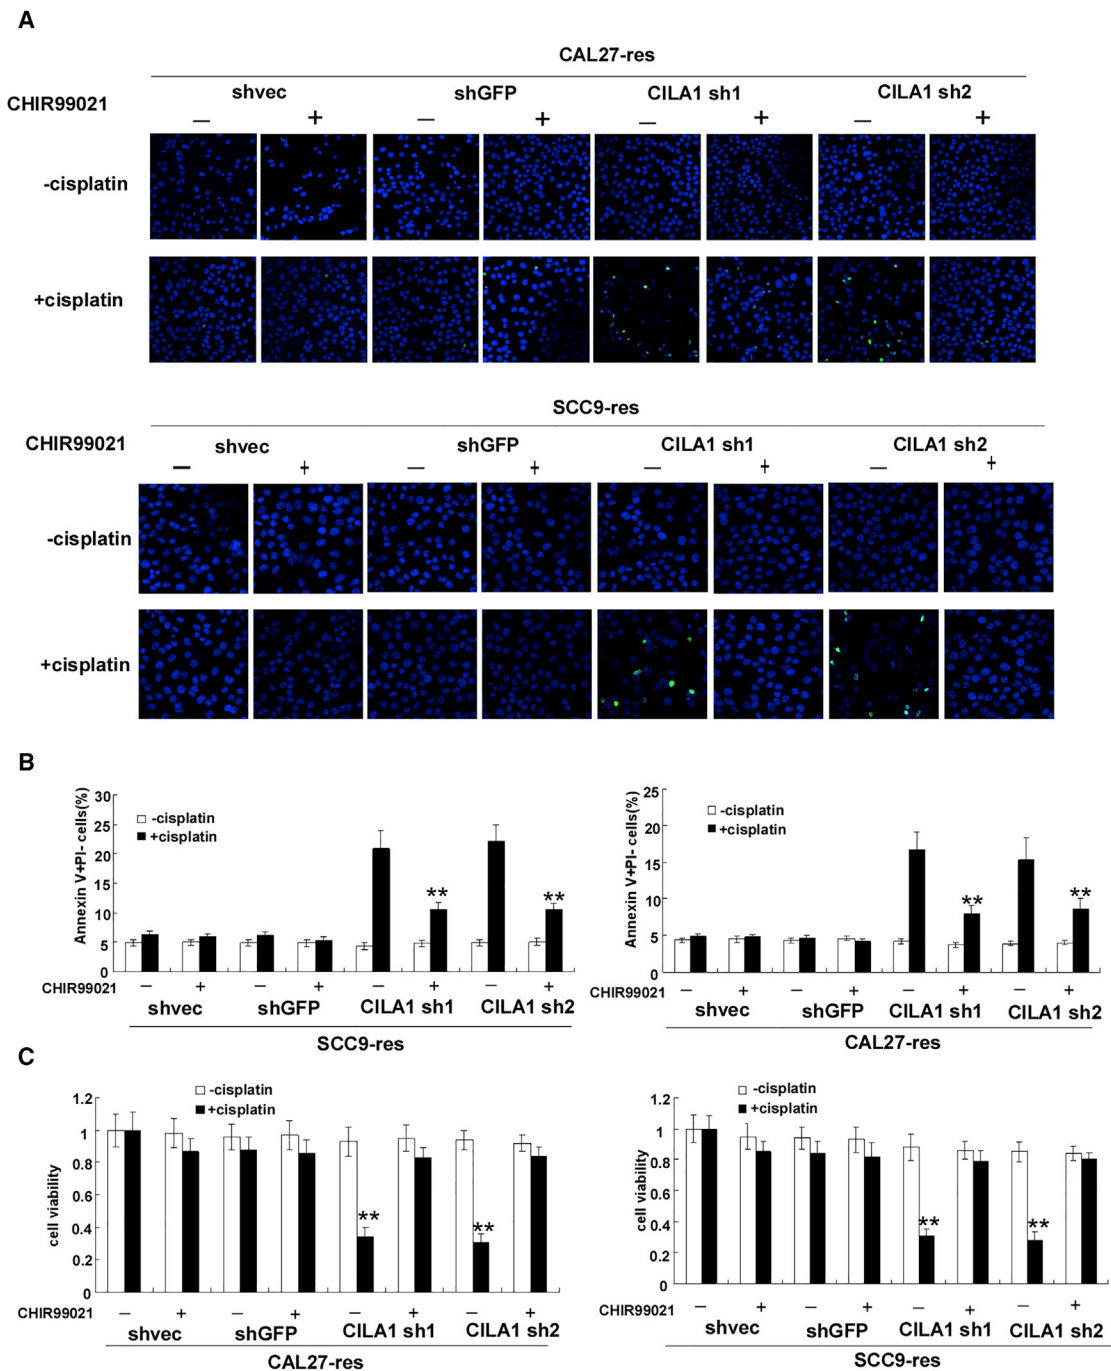 A
CAL27-res
shvec shGFP CILA1 sh1 CILA1 sh2
CHIR99021 — + — + — + — +
-cisplatin
+cisplatin
SCC9-res
CHIR99021 shvec shGFP CILA1 sh1 CILA1 sh2
— + — + — + — +
-cisplatin
+cisplatin
B
Annexin V+PI- cells(%)
30
25
20
15
10
5
0
-cisplatin
+cisplatin
** **
CHIR99021 — + — + — + — +
shvec shGFP CILA1 sh1 CILA1 sh2
SCC9-res
Annexin V+PI- cells(%)
25
20
15
10
5
0
-cisplatin
+cisplatin
** **
CHIR99021 — + — + — + — +
shvec shGFP CILA1 sh1 CILA1 sh2
CAL27-res
C
cell viability
1.2
1
0.8
0.6
0.4
0.2
0
-cisplatin
+cisplatin
** **
CHIR99021 — + — + — + — +
shvec shGFP CILA1 sh1 CILA1 sh2
CAL27-res
cell viability
1.2
1
0.8
0.6
0.4
0.2
0
-cisplatin
+cisplatin
** **
CHIR99021 — + — + — + — +
shvec shGFP CILA1 sh1 CILA1 sh2
SCC9-res